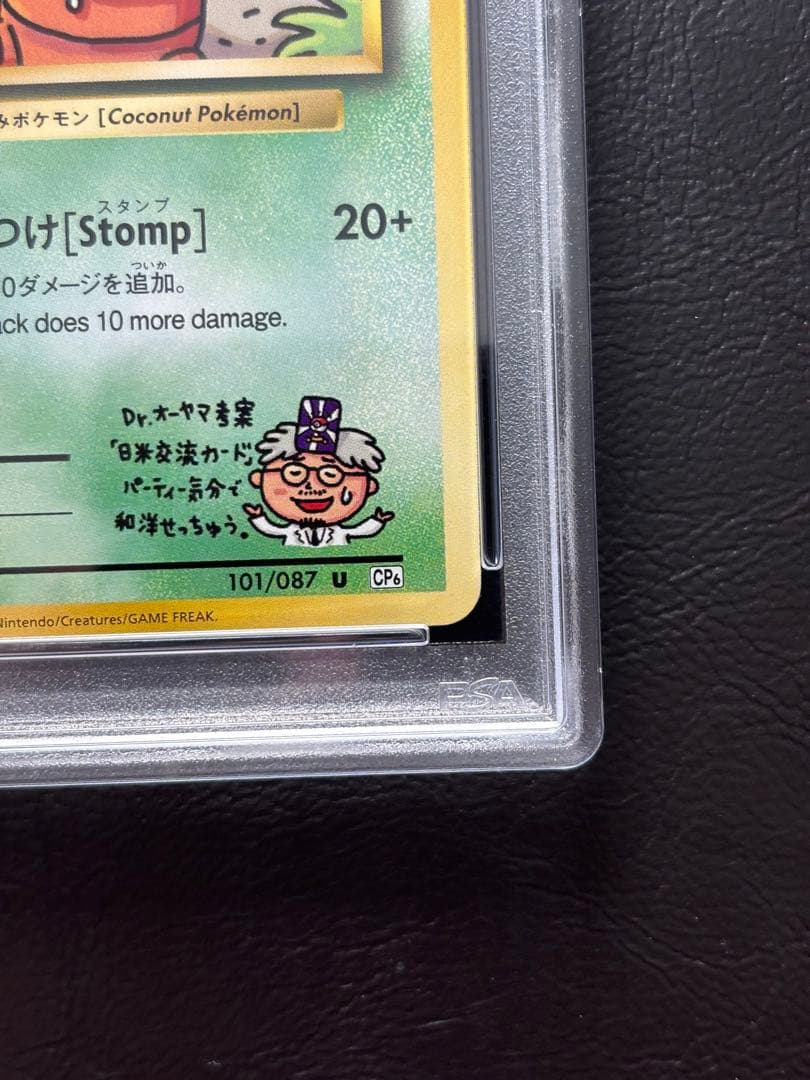 みポケモン [Coconut Pokémon]
スタンプ
つけ[Stomp] 20+
ついか
0ダメージを追加。
ack does 10 more damage.
Dr.オーヤマ考案
「日米交流カード」
パーティー気分で
和洋せっちゅう。
101/087 U CP6
Nintendo/Creatures/GAME FREAK.
PSA